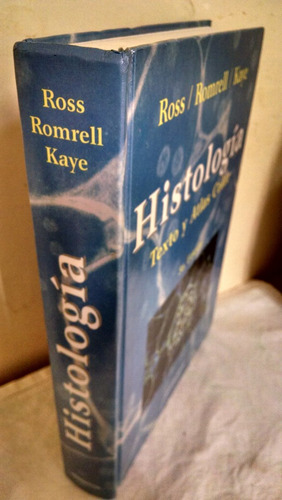 Ross
Romrell
Kaye
Histología
Ross / Romrell / Kaye
Histología
Texto y Atlas Color